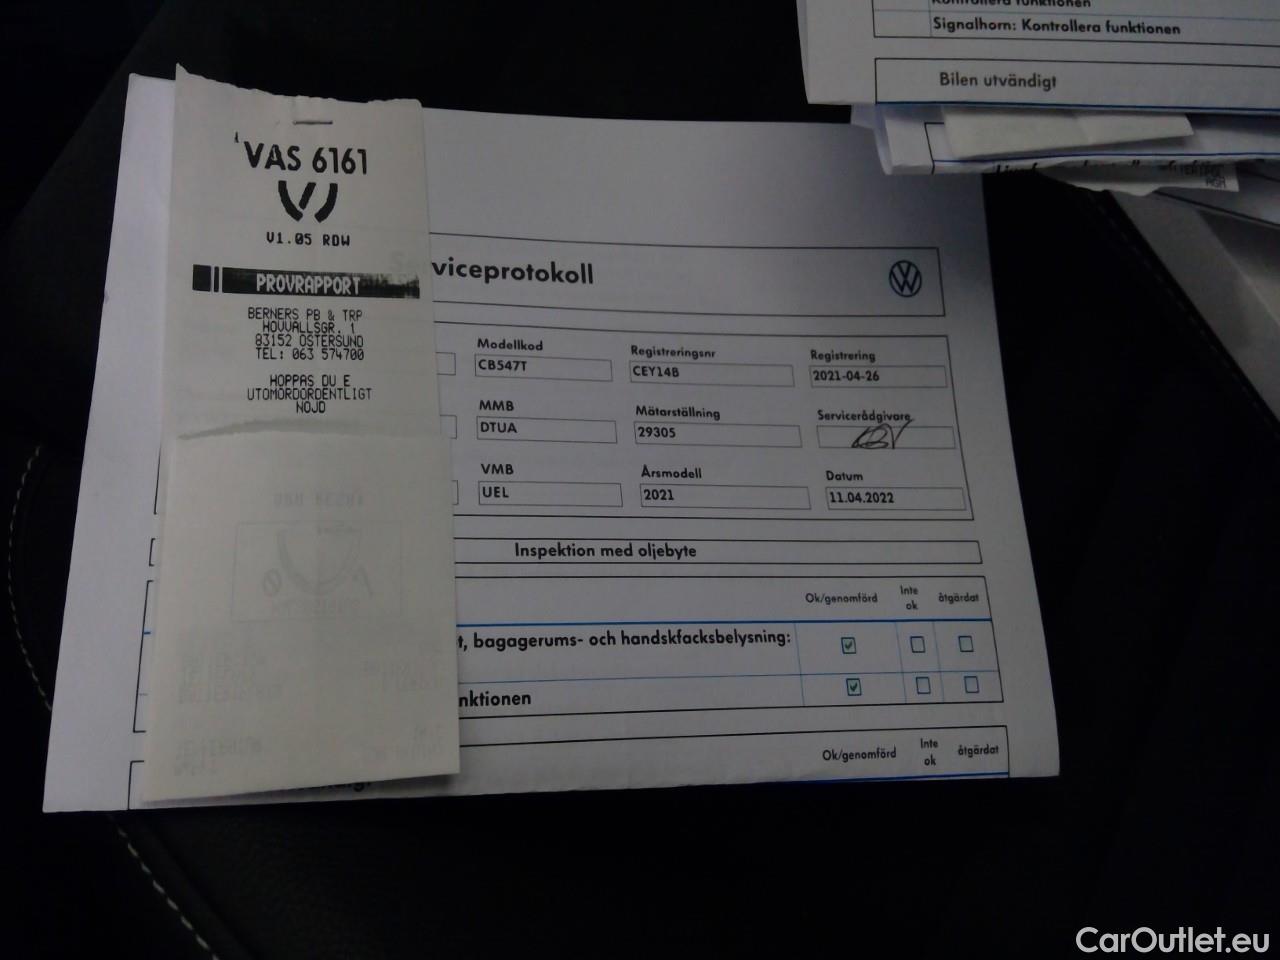 Kontrollera funktionen
Signalhorn: Kontrollera funktionen
Bilen utvändigt
VAS 6161
V1.05 RDW
PROVRAPPORT
BERNERS PB & TRP
HOVVALLSGR. 1
83152 OSTERSUND
TEL: 063 574700
HOPPAS DU E
UTOMORDORDENTLIGT
NOJD
Serviceprotokoll
Modellkod
CB547T
Registreringsnr
CEY14B
Registrering
2021-04-26
MMB
DTUA
Mätarställning
29305
Servicerådgivare
VMB
UEL
Årsmodell
2021
Datum
11.04.2022
Inspektion med oljebyte
Ok/genomförd
Inte
ok
åtgärdat
t, bagagerums- och handskfacksbelysning:
nktionen
Ok/genomförd
Inte
ok
åtgärdat
CarOutlet.eu